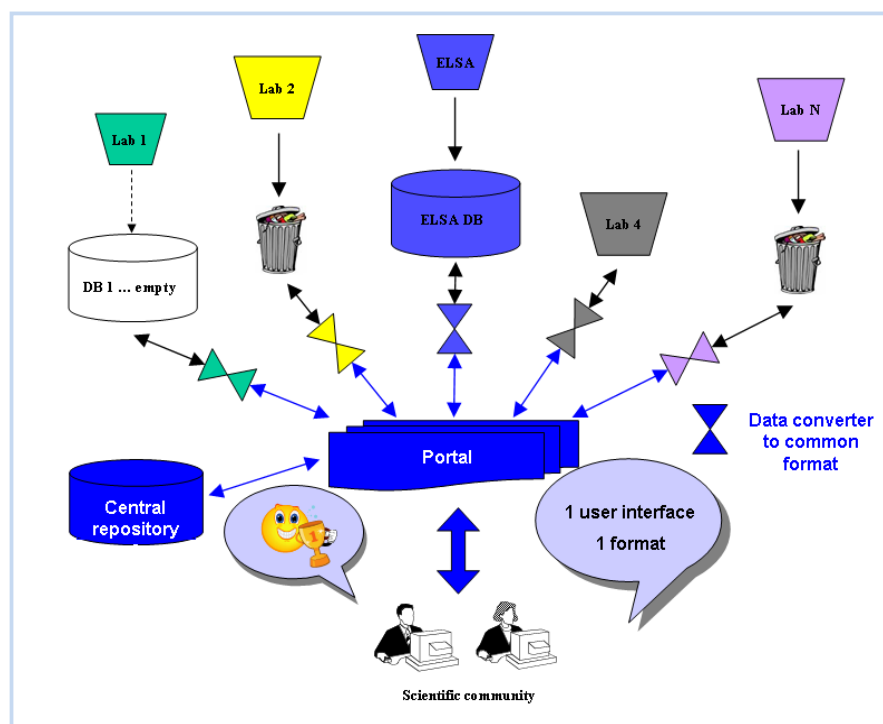 ELSA
Lab 2
Lab N
Lab 1
ELSA DB
Lab 4
DB 1 ... empty
Data converter
to common
format
Portal
Central
repository
1
1 user interface
1 format
Scientific community